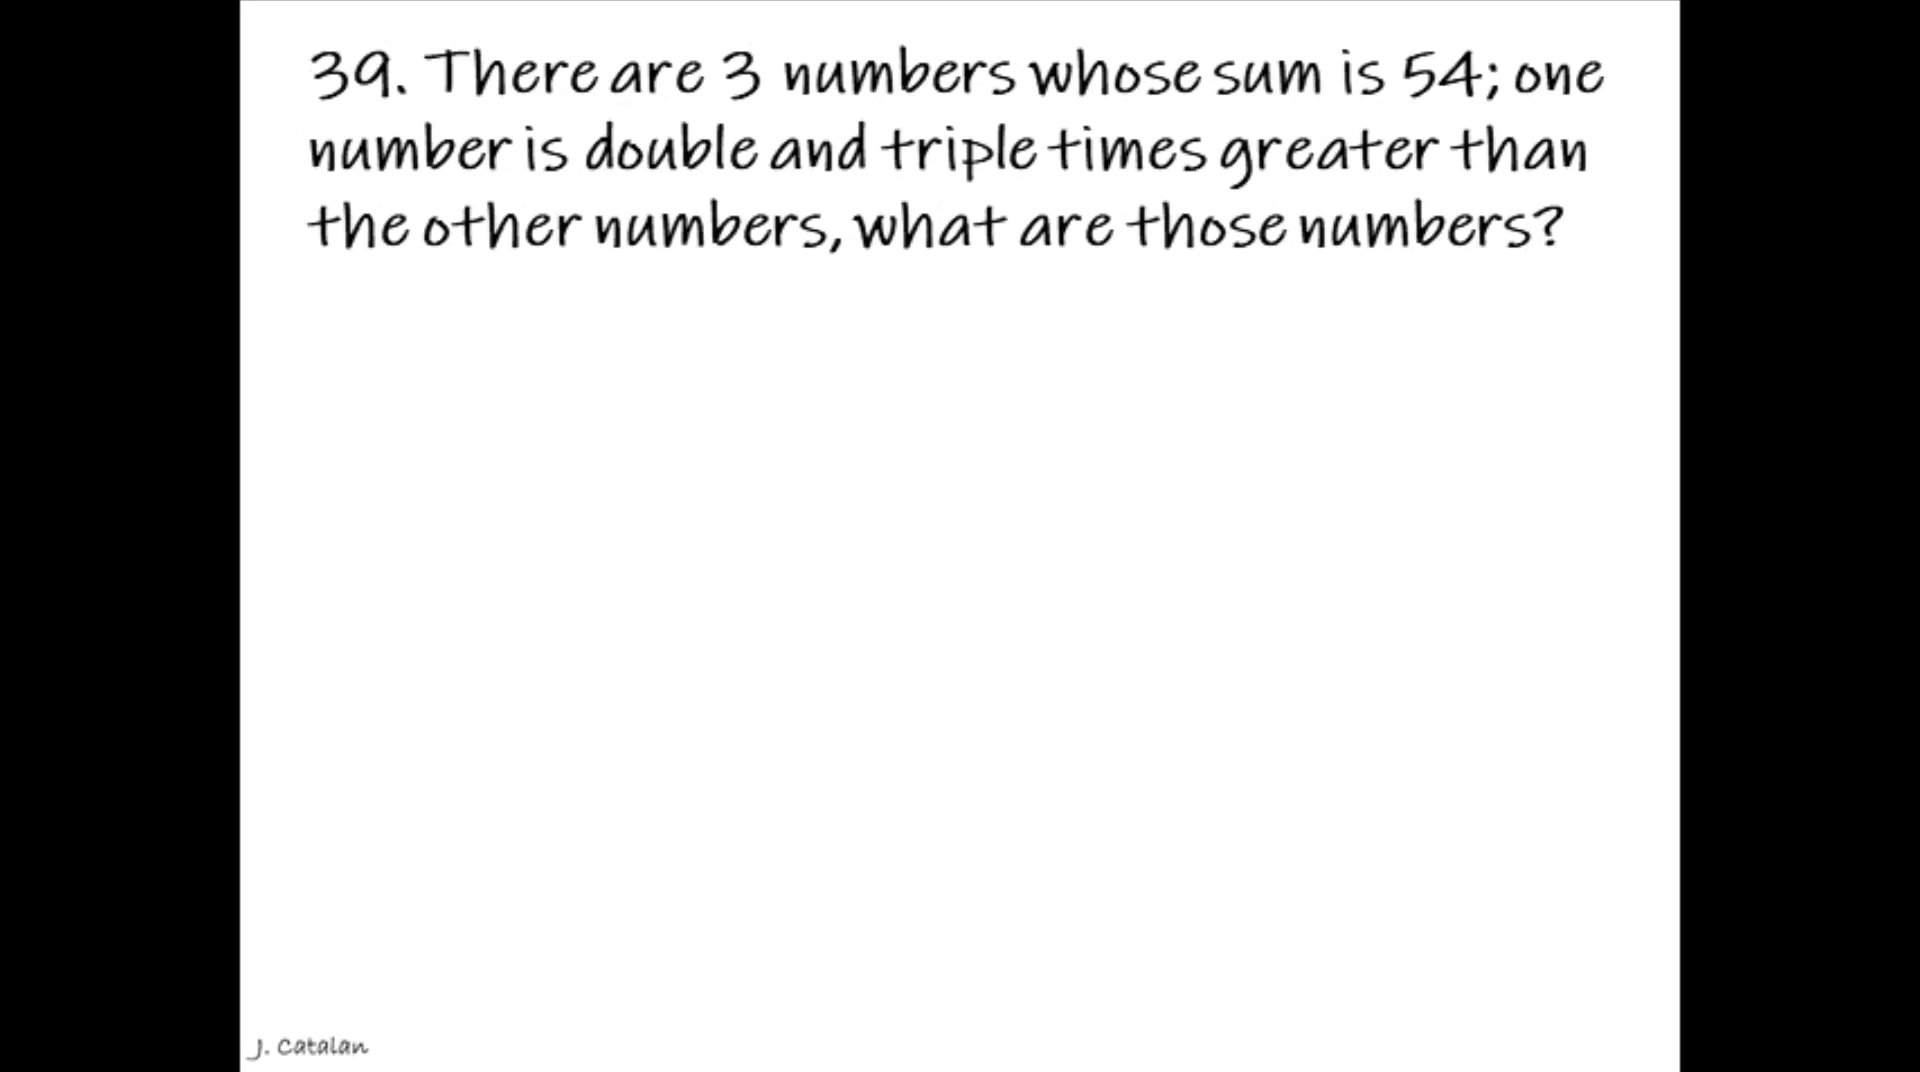 39. There are 3 numbers whose sum is 54; one
number is double and triple times greater than
the other numbers, what are those numbers?
J. Catalan